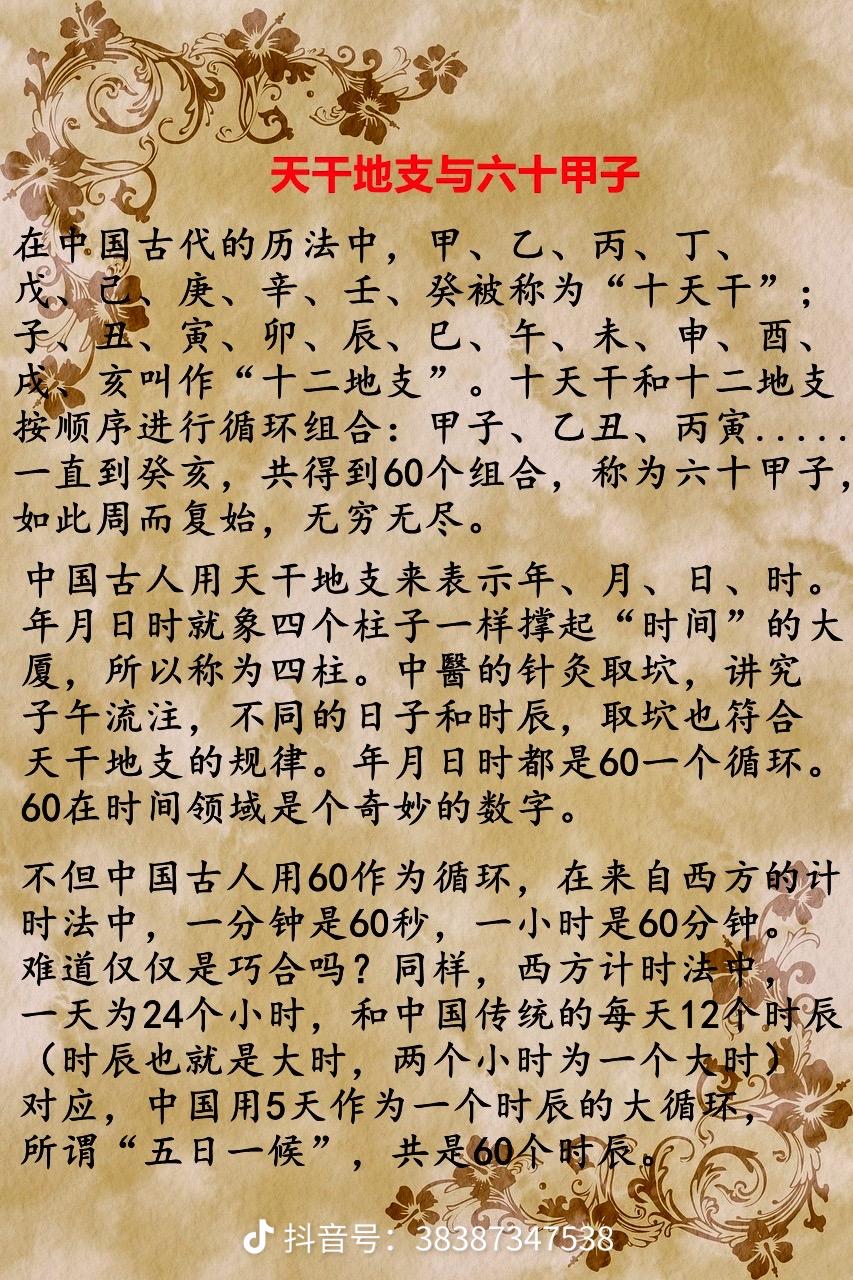 天干地支与六十甲子
在中国古代的历法中，甲、乙、丙、丁、
戊、己、庚、辛、壬、癸被称为“十天干”；
子、丑、寅、卯、辰、巳、午、未、申、酉、
戌、亥叫作“十二地支”。十天干和十二地支
按顺序进行循环组合：甲子、乙丑、丙寅.....
一直到癸亥，共得到60个组合，称为六十甲子，
如此周而复始，无穷无尽。
中国古人用天干地支来表示年、月、日、时。
年月日时就象四个柱子一样撑起“时间”的大
厦，所以称为四柱。中醫的针灸取坹，讲究
子午流注，不同的日子和时辰，取坹也符合
天干地支的规律。年月日时都是60一个循环。
60在时间领域是个奇妙的数字。
不但中国古人用60作为循环，在来自西方的计
时法中，一分钟是60秒，一小时是60分钟。
难道仅仅是巧合吗？同样，西方计时法中，
一天为24个小时，和中国传统的每天12个时辰
（时辰也就是大时，两个小时为一个大时）
对应，中国用5天作为一个时辰的大循环，
所谓“五日一候”，共是60个时辰。
抖音号：38387347538